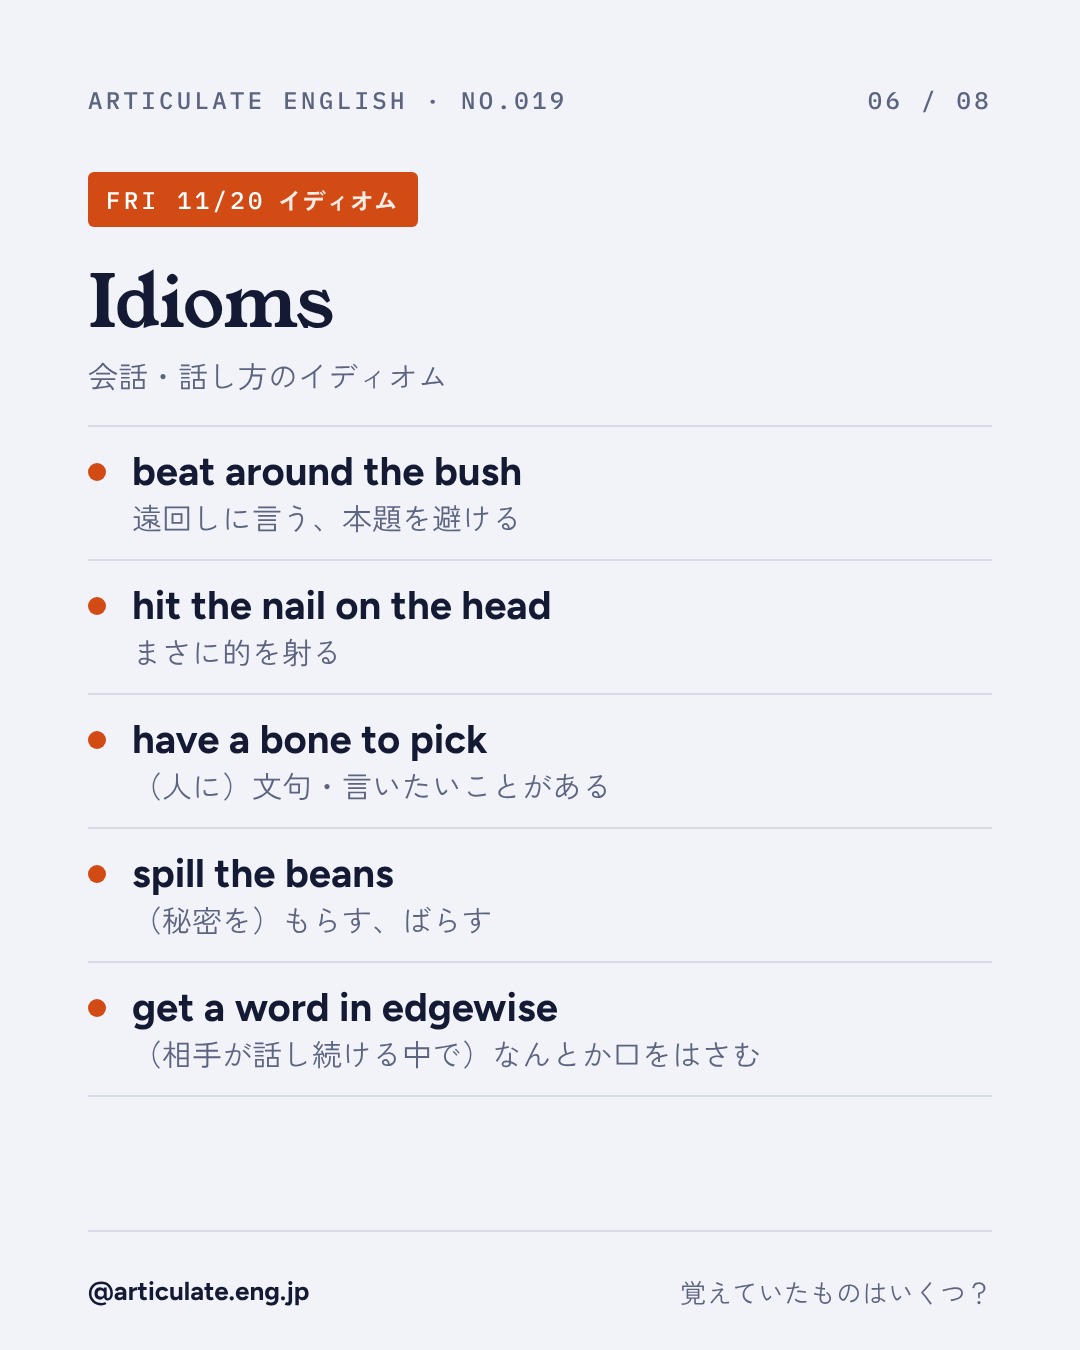 ARTICULATE ENGLISH · NO.019
06 / 08
FRI 11/20 イディオム
Idioms
会話・話し方のイディオム
beat around the bush
遠回しに言う、本題を避ける
hit the nail on the head
まさに的を射る
have a bone to pick
（人に）文句・言いたいことがある
spill the beans
（秘密を）もらす、ばらす
get a word in edgewise
（相手が話し続ける中で）なんとか口をはさむ
@articulate.eng.jp
覚えていたものはいくつ？